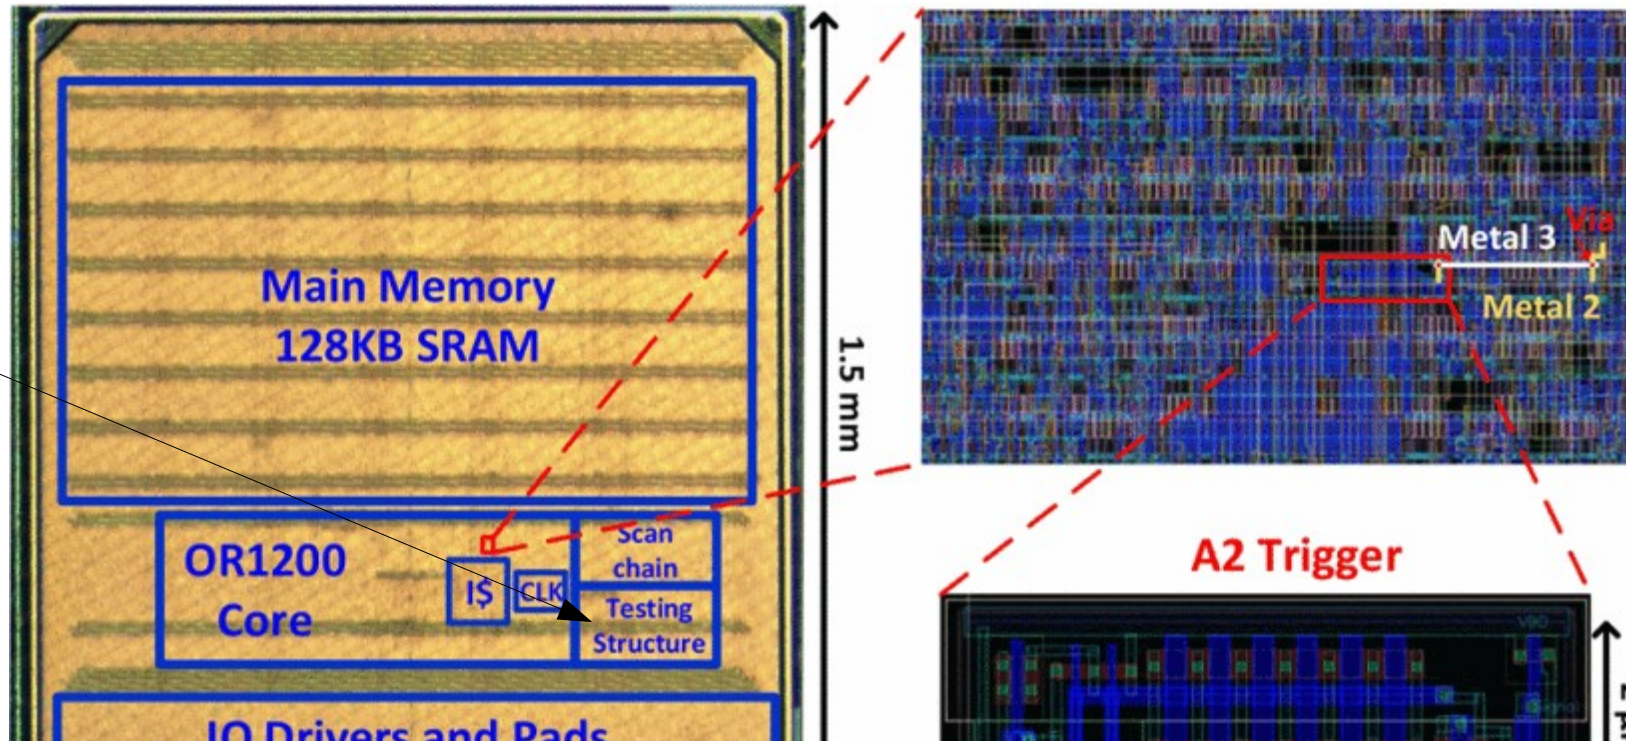 Main Memory
128KB SRAM
OR1200
Core
I$
CLK
Scan
chain
Testing
Structure
IO Drivers and Pads
1.5 mm
Metal 3
Via
Metal 2
A2 Trigger
VDD